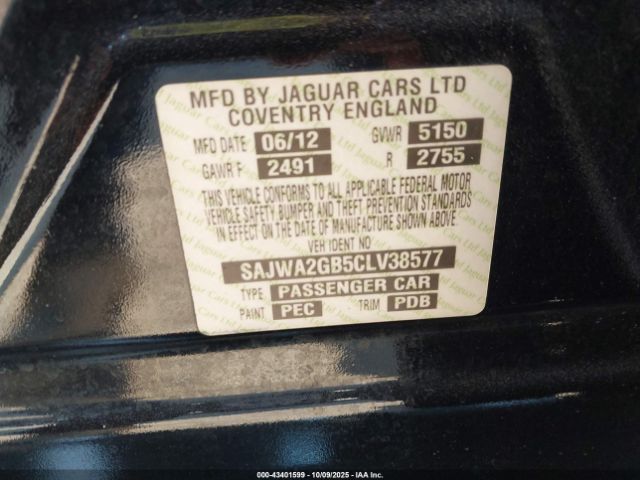 MFD BY JAGUAR CARS LTD
COVENTRY ENGLAND
MFD DATE 06/12 GVWR 5150
GAWR F 2491 R 2755
THIS VEHICLE CONFORMS TO ALL APPLICABLE FEDERAL MOTOR
VEHICLE SAFETY BUMPER AND THEFT PREVENTION STANDARDS
IN EFFECT ON THE DATE OF MANUFACTURE SHOWN ABOVE
VEH IDENT NO
SAJWA2GB5CLV38577
TYPE PASSENGER CAR
PAINT PEC TRIM PDB
000-43401599 - 10/09/2025 - IAA Inc.